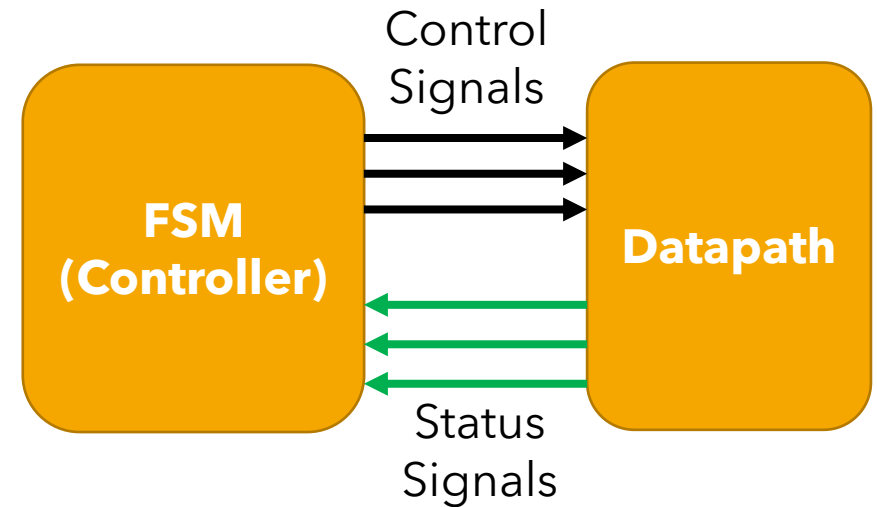 Control
Signals
FSM
(Controller)
Datapath
Status
Signals